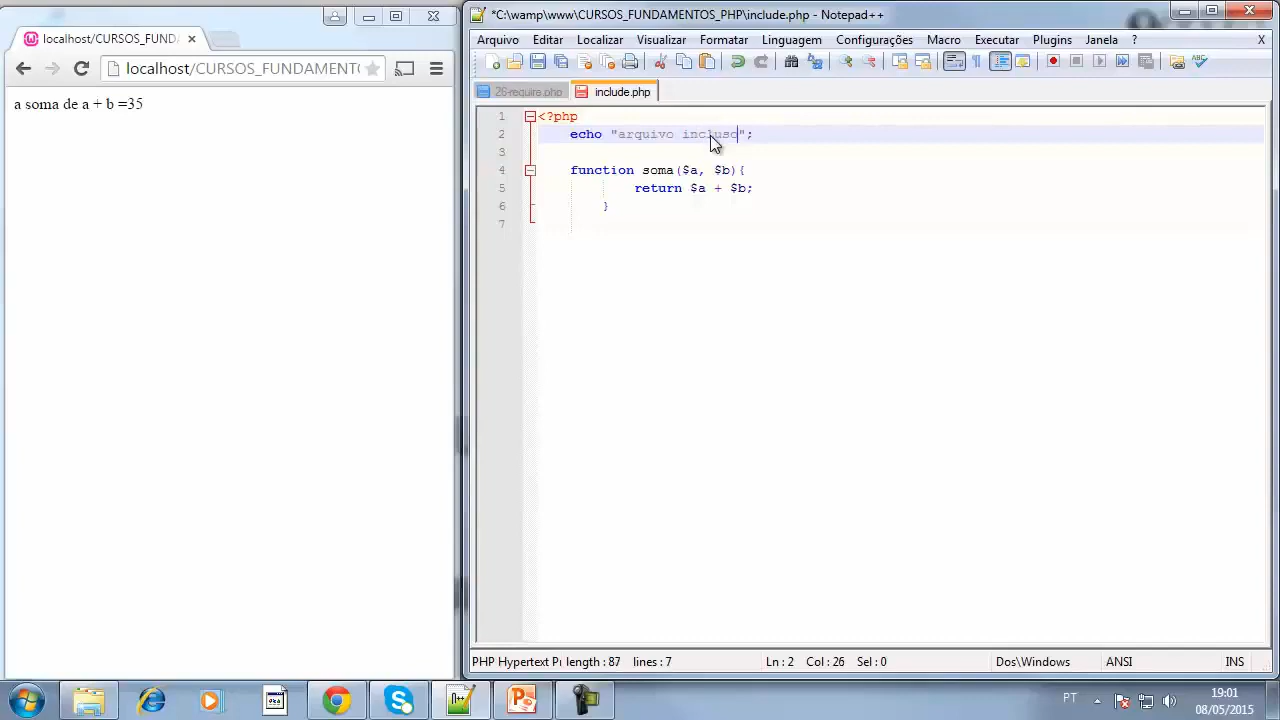 localhost/CURSOS_FUND
localhost/CURSOS_FUNDAMENTO
a soma de a + b =35
*C:\wamp\www\CURSOS_FUNDAMENTOS_PHP\include.php - Notepad++
Arquivo Editar Localizar Visualizar Formatar Linguagem Configurações Macro Executar Plugins Janela ? X
26-require.php include.php
1 <?php
2 echo "arquivo incluso";
3
4 function soma($a, $b){
5 return $a + $b;
6 }
7
PHP Hypertext Pr length : 87 lines : 7 Ln : 2 Col : 26 Sel : 0 Dos\Windows ANSI INS
PT 19:01
08/05/2015